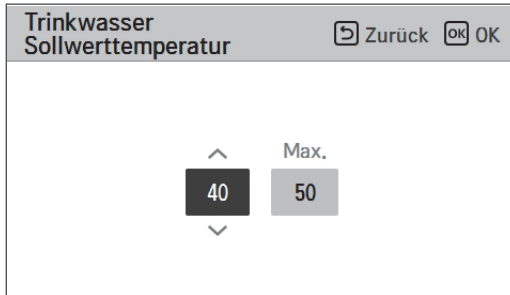 Trinkwasser
Sollwerttemperatur
Zurück OK OK
Max.
40 50